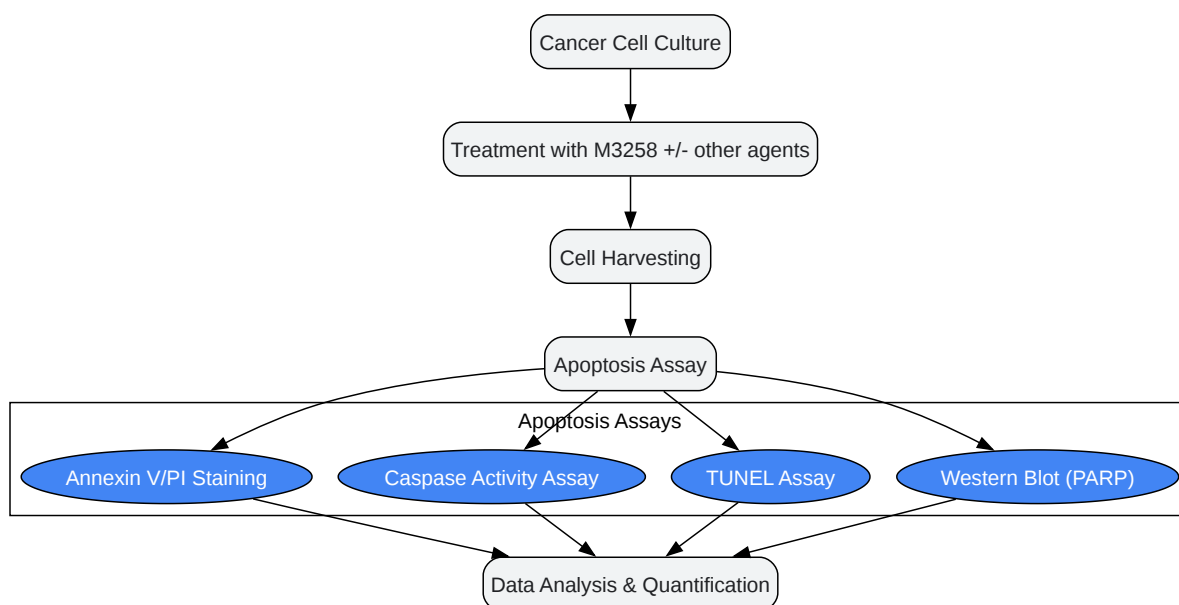 Cancer Cell Culture
Treatment with M3258 +/- other agents
Cell Harvesting
Apoptosis Assay
Apoptosis Assays
Annexin V/PI Staining
Caspase Activity Assay
TUNEL Assay
Western Blot (PARP)
Data Analysis & Quantification